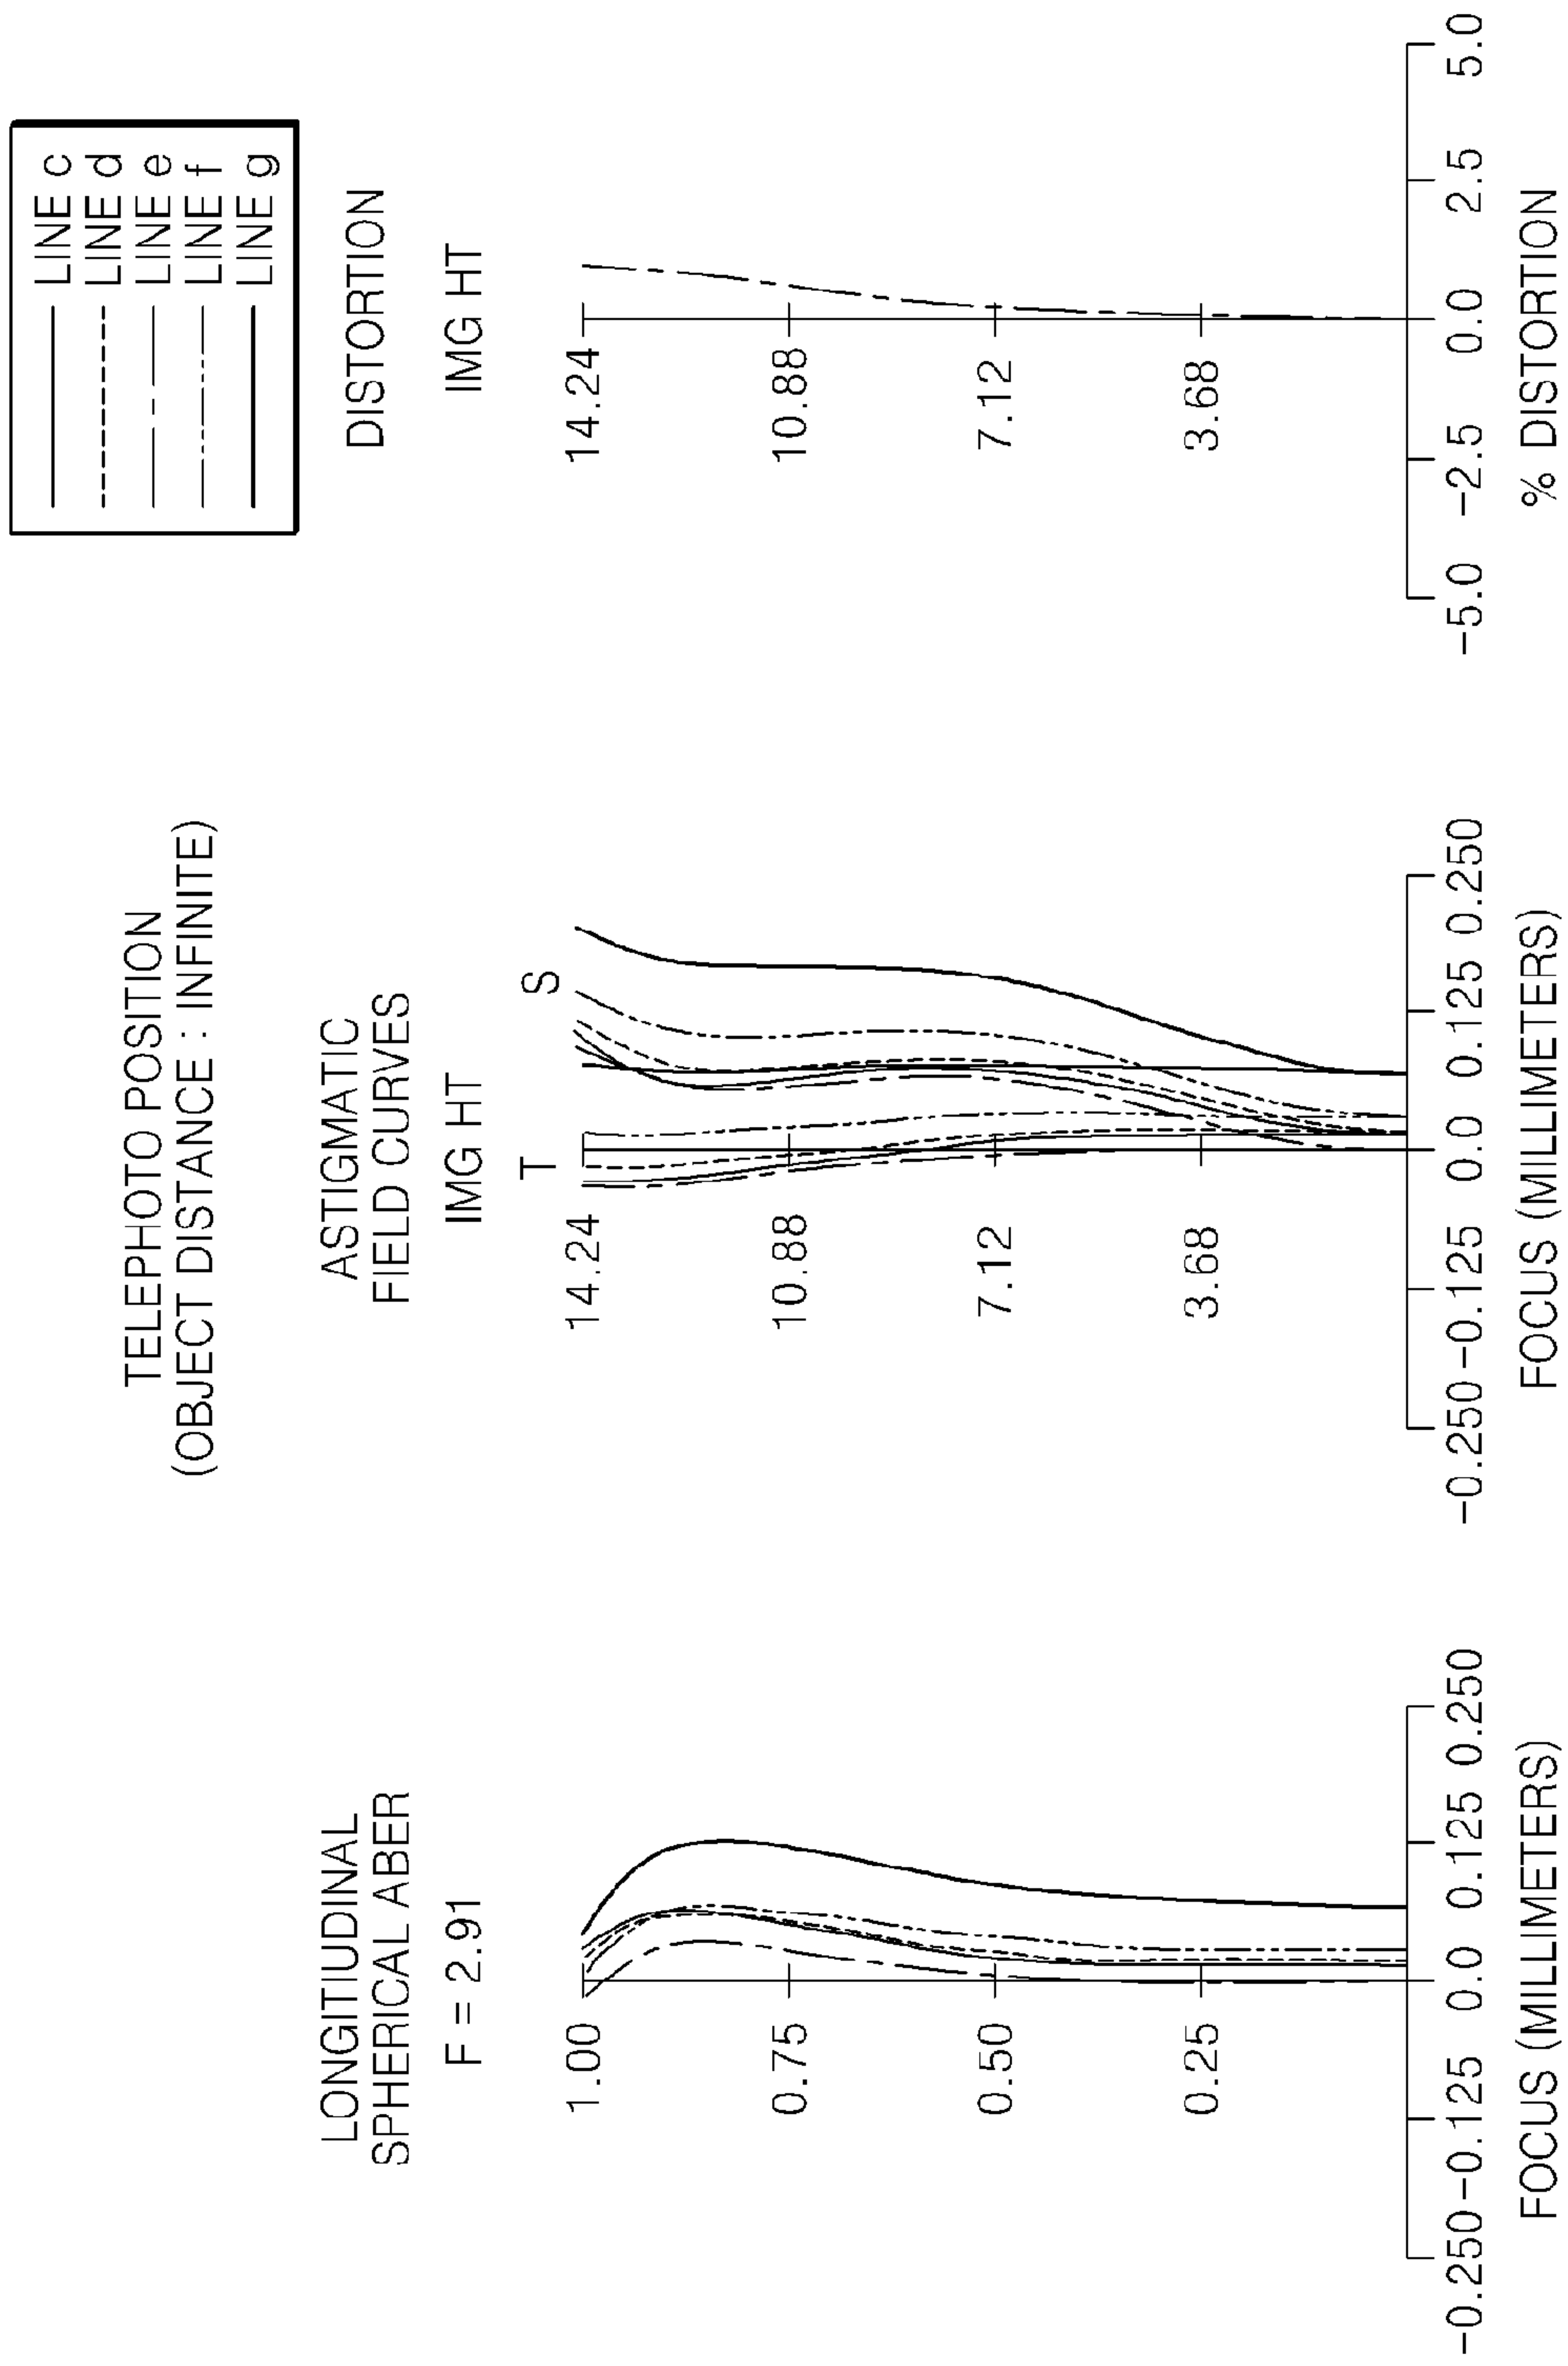 TELEPHOTO POSITION
(OBJECT DISTANCE : INFINITE)
LINE c
LINE d
LINE e
LINE f
LINE g
LONGITIUDINAL
SPHERICAL ABER
F = 2.91
1.00
0.75
0.50
0.25
-0.250 -0.125 0.0 0.125 0.250
FOCUS (MILLIMETERS)
ASTIGMATIC
FIELD CURVES
IMG HT
T S
14.24
10.88
7.12
3.68
-0.250 -0.125 0.0 0.125 0.250
FOCUS (MILLIMETERS)
DISTORTION
IMG HT
14.24
10.88
7.12
3.68
-5.0 -2.5 0.0 2.5 5.0
% DISTORTION